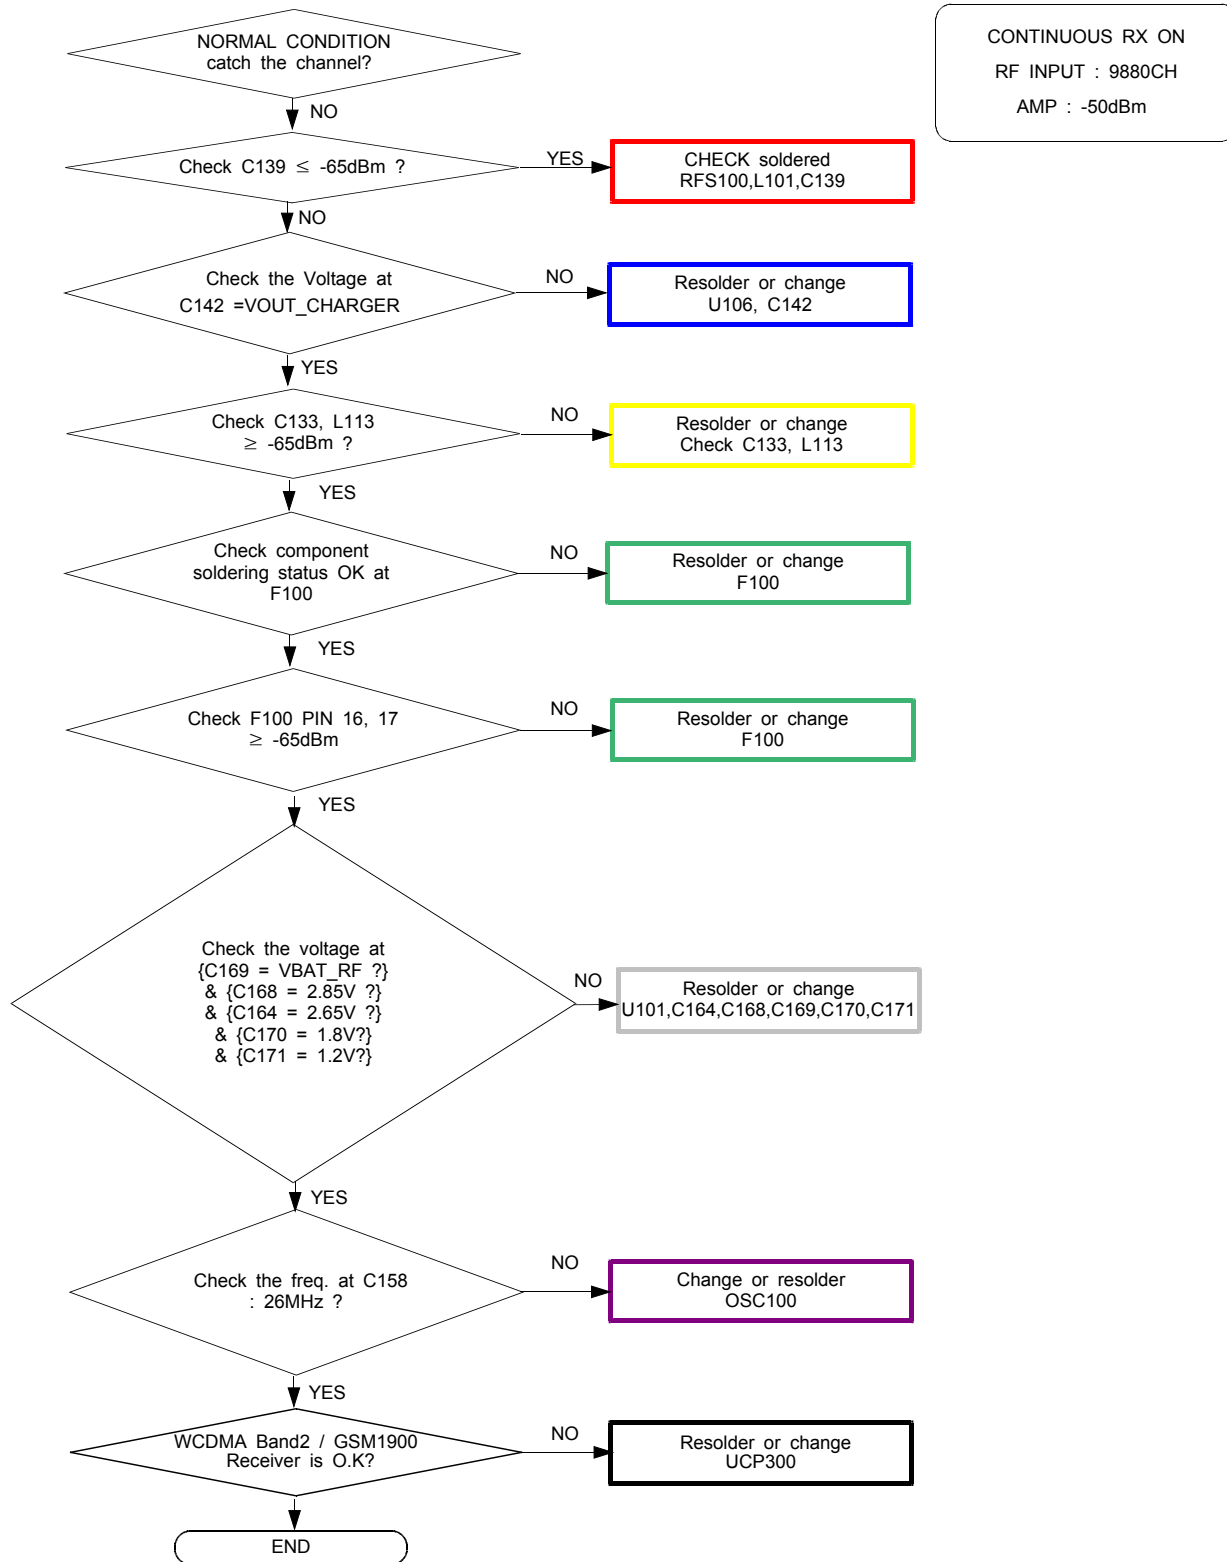 NORMAL CONDITION
catch the channel?
CONTINUOUS RX ON
RF INPUT : 9880CH
AMP : -50dBm
NO
Check C139 ≤ -65dBm ?
YES
CHECK soldered
RFS100,L101,C139
NO
Check the Voltage at
C142 =VOUT_CHARGER
NO
Resolder or change
U106, C142
YES
Check C133, L113
≥ -65dBm ?
NO
Resolder or change
Check C133, L113
YES
Check component
soldering status OK at
F100
NO
Resolder or change
F100
YES
Check F100 PIN 16, 17
≥ -65dBm
NO
Resolder or change
F100
YES
Check the voltage at
{C169 = VBAT_RF ?}
& {C168 = 2.85V ?}
& {C164 = 2.65V ?}
& {C170 = 1.8V?}
& {C171 = 1.2V?}
NO
Resolder or change
U101,C164,C168,C169,C170,C171
YES
Check the freq. at C158
: 26MHz ?
NO
Change or resolder
OSC100
YES
WCDMA Band2 / GSM1900
Receiver is O.K?
NO
Resolder or change
UCP300
END